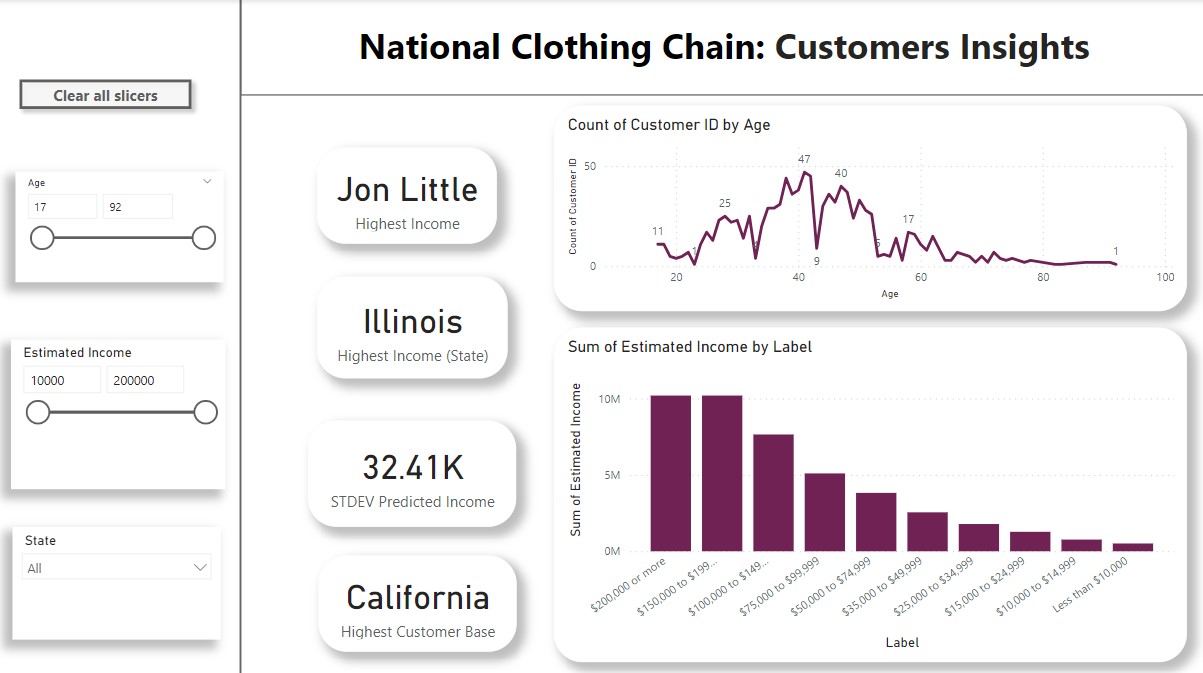 National Clothing Chain: Customers Insights
Clear all slicers
Age
17 92
Estimated Income
10000 200000
State
All
Jon Little
Highest Income
Illinois
Highest Income (State)
32.41K
STDEV Predicted Income
California
Highest Customer Base
Count of Customer ID by Age
Count of Customer ID
50
0
11
1
25
4
47
9
40
5
17
1
20 40 60 80 100
Age
Sum of Estimated Income by Label
Sum of Estimated Income
10M
5M
0M
$200,000 or more
$150,000 to $199...
$100,000 to $149...
$75,000 to $99,999
$50,000 to $74,999
$35,000 to $49,999
$25,000 to $34,999
$15,000 to $24,999
$10,000 to $14,999
Less than $10,000
Label